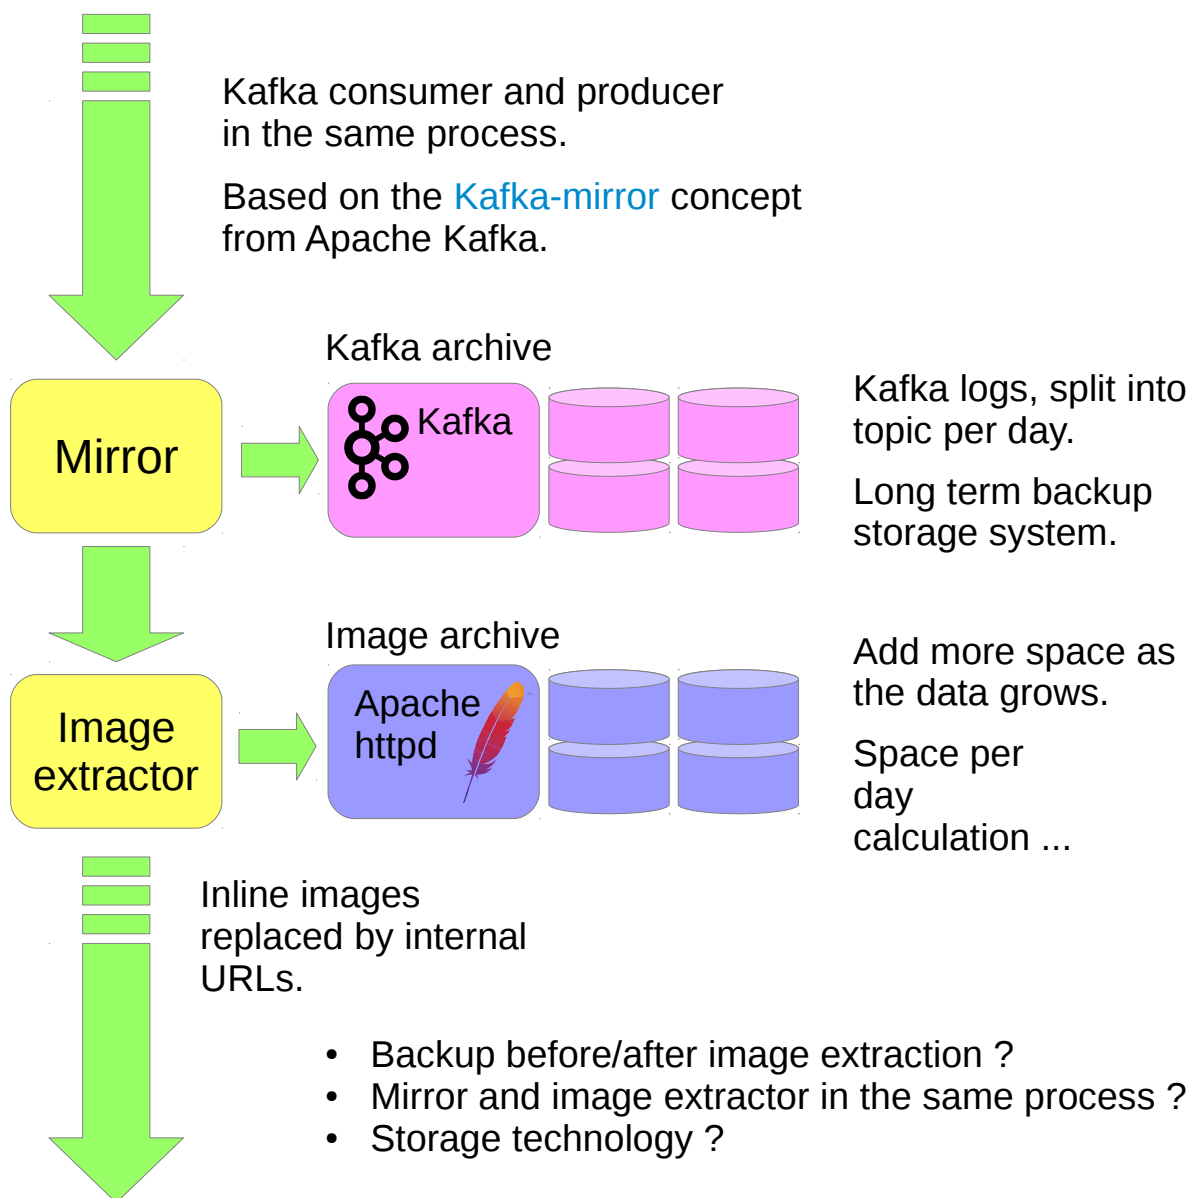 Kafka consumer and producer
in the same process.
Based on the Kafka-mirror concept
from Apache Kafka.
Kafka archive
Mirror
Kafka
Kafka logs, split into
topic per day.
Long term backup
storage system.
Image archive
Image
extractor
Apache
httpd
Add more space as
the data grows.
Space per
day
calculation ...
Inline images
replaced by internal
URLs.
• Backup before/after image extraction ?
• Mirror and image extractor in the same process ?
• Storage technology ?